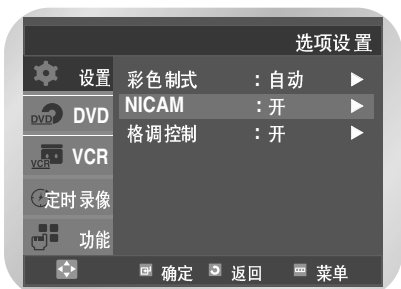 选项设置
设置
彩色制式 : 自动
DVD DVD
NICAM : 开
格调控制 : 开
VCR VCR
定时录像
功能
确定 返回 菜单